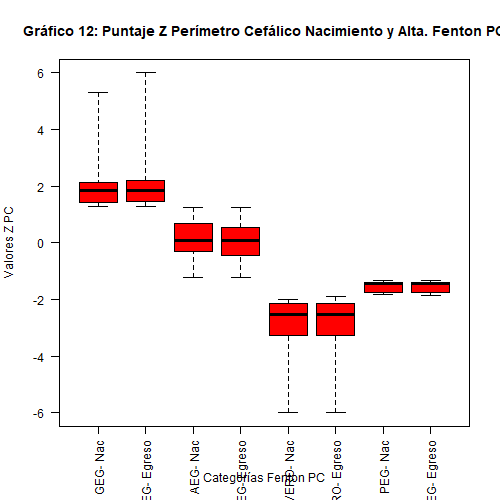 Gráfico 12: Puntaje Z Perímetro Cefálico Nacimiento y Alta. Fenton PC
Valores Z PC
6
4
2
0
-2
-4
-6
GEG- Nac
EG- Egreso
AEG- Nac
EG- Egreso
VERO- Nac
RO- Egreso
PEG- Nac
EG- Egreso
Categorías Fenton PC